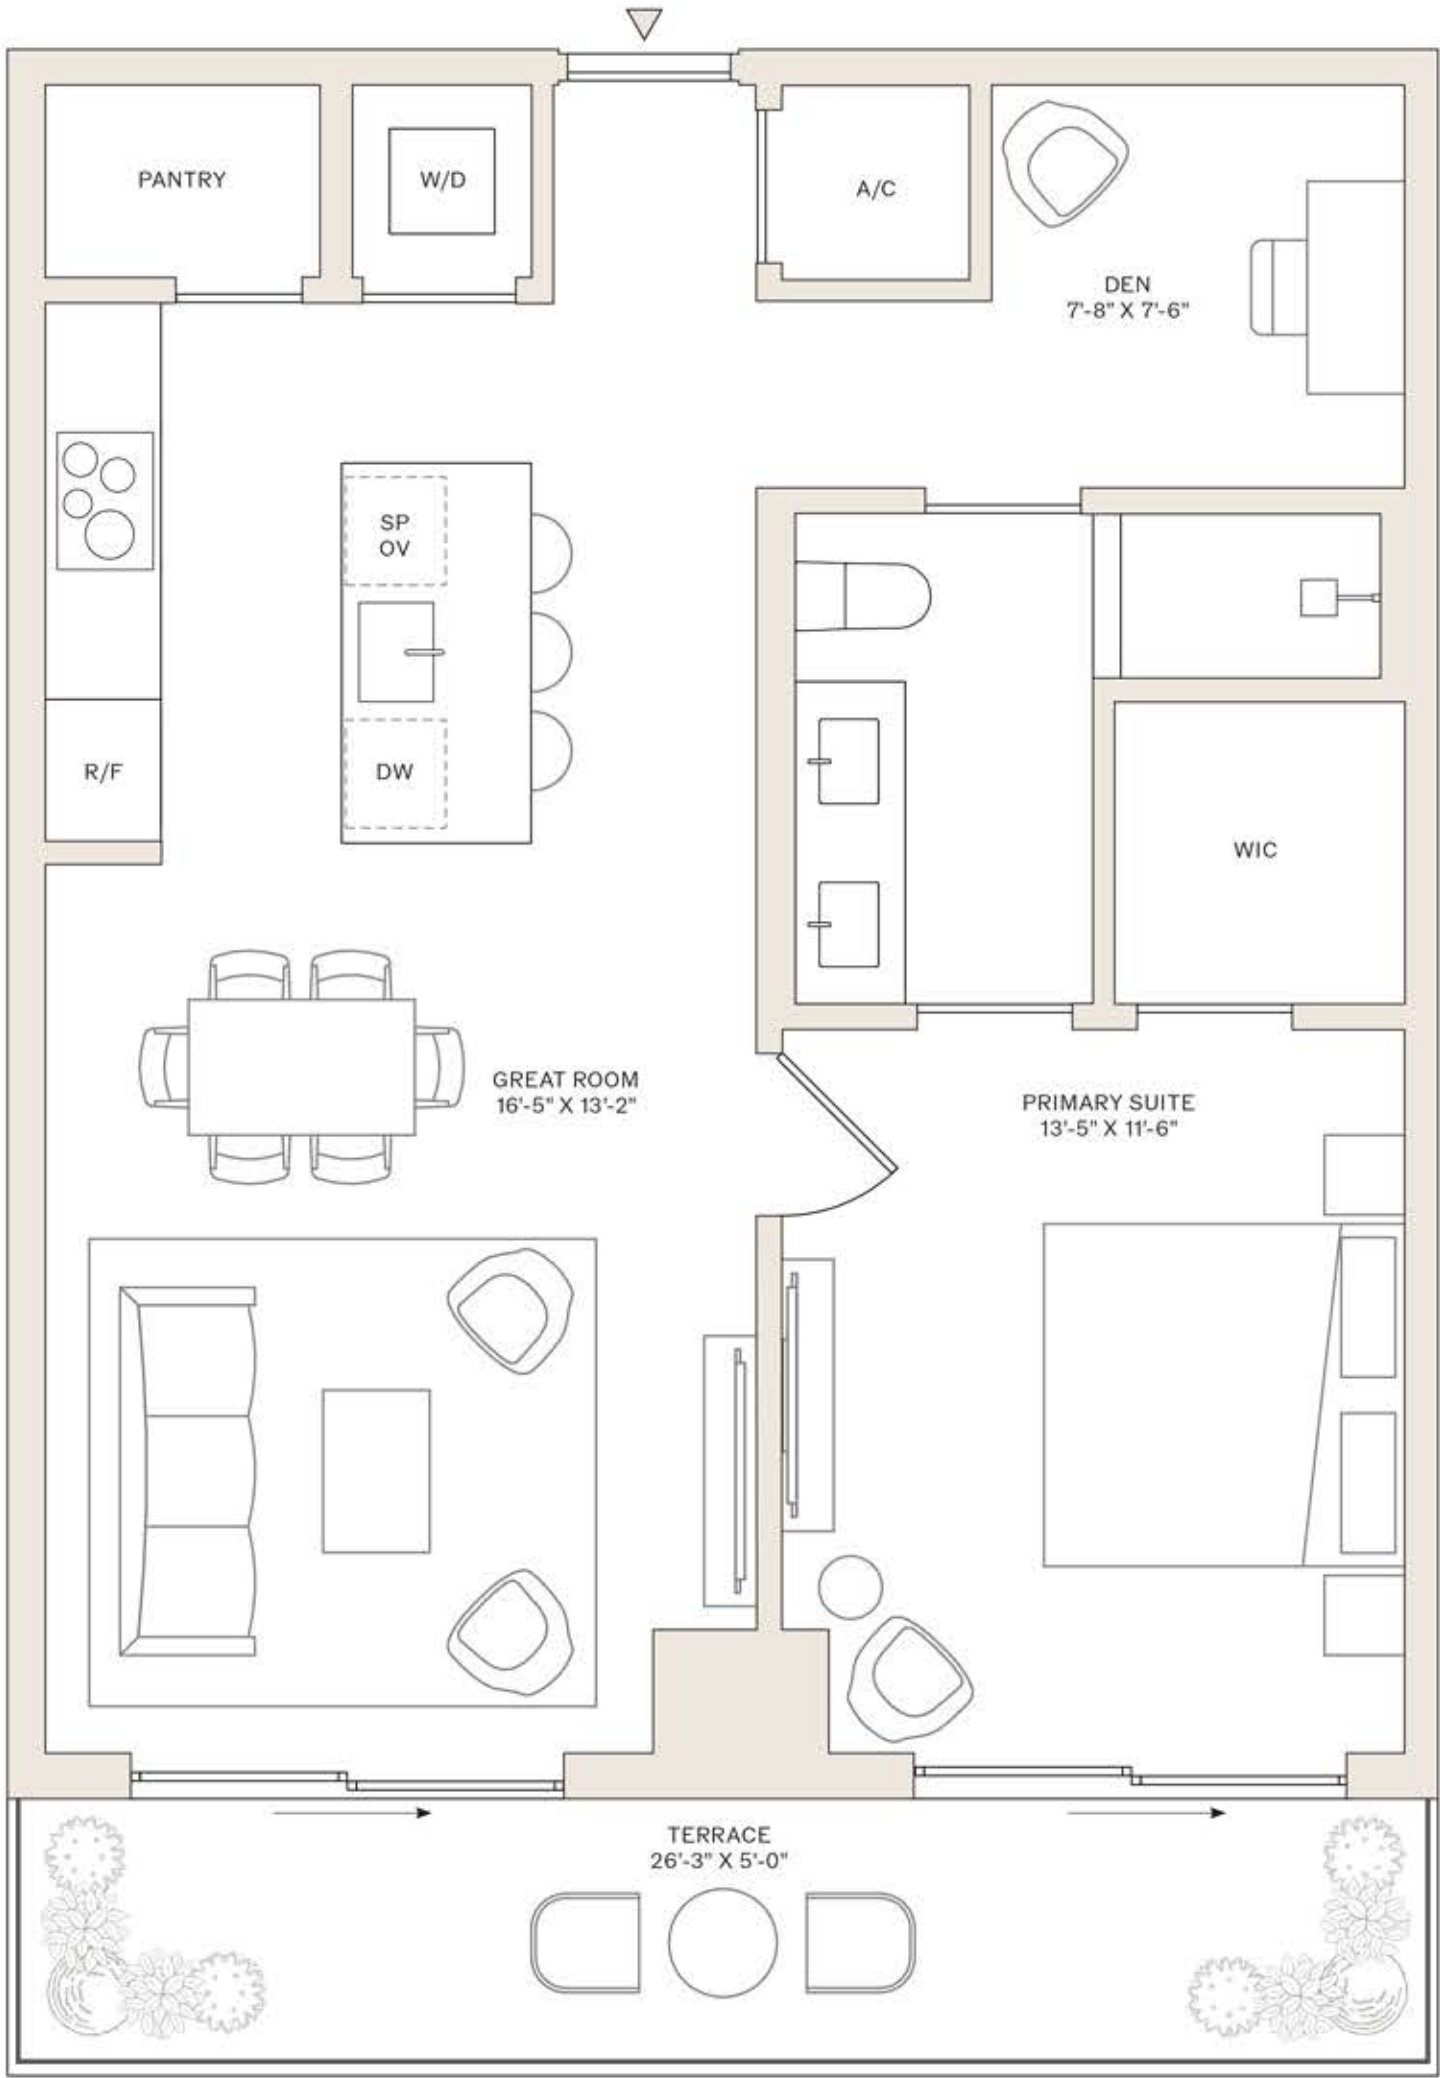 PANTRY
W/D
A/C
DEN
7'-8" X 7'-6"
SP
OV
DW
R/F
WIC
GREAT ROOM
16'-5" X 13'-2"
PRIMARY SUITE
13'-5" X 11'-6"
TERRACE
26'-3" X 5'-0"